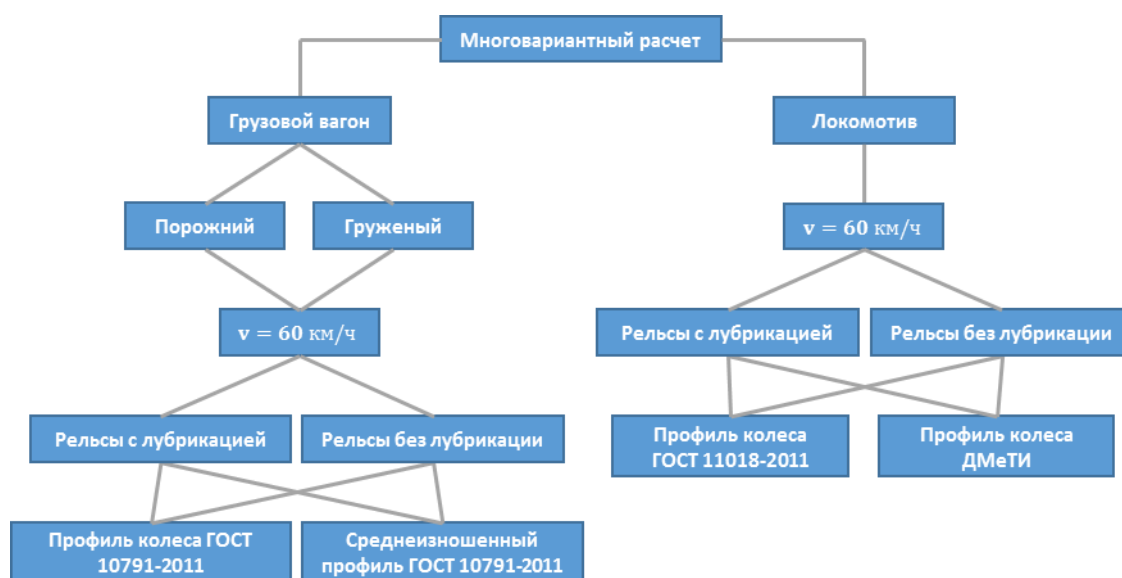 Многовариантный расчет
Грузовой вагон
Локомотив
Порожний
Груженый
v = 60 км/ч
v = 60 км/ч
Рельсы с лубрикацией
Рельсы без лубрикации
Рельсы с лубрикацией
Рельсы без лубрикации
Профиль колеса
ГОСТ 11018-2011
Профиль колеса
ДМеТИ
Профиль колеса ГОСТ
10791-2011
Среднеизношенный
профиль ГОСТ 10791-2011